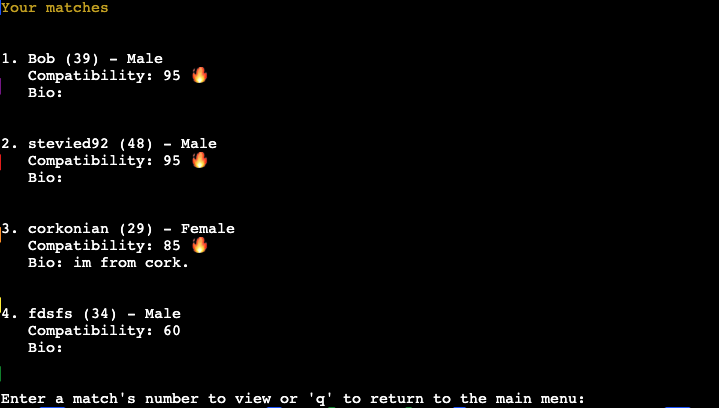 Your matches
1. Bob (39) - Male
Compatibility: 95 🔥
Bio:
2. stevied92 (48) - Male
Compatibility: 95 🔥
Bio:
3. corkonian (29) - Female
Compatibility: 85 🔥
Bio: im from cork.
4. fdsfs (34) - Male
Compatibility: 60
Bio:
Enter a match's number to view or 'q' to return to the main menu: